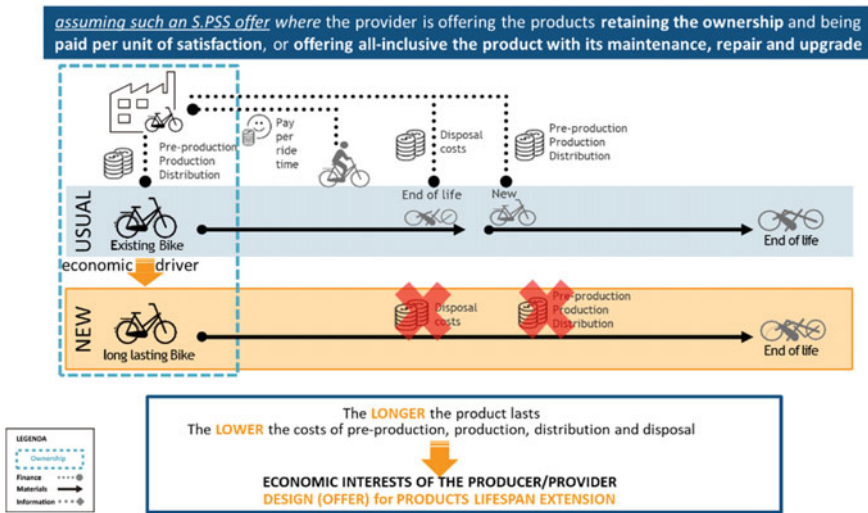 assuming such an S.PSS offer where the provider is offering the products retaining the ownership and being
paid per unit of satisfaction, or offering all-inclusive the product with its maintenance, repair and upgrade
Pay
per
ride
time
Disposal
costs
Pre-production
Production
Distribution
Pre-production
Production
Distribution
USUAL
Existing Bike
End of life
New
End of life
economic driver
NEW
long lasting Bike
Disposal
costs
Pre-production
Production
Distribution
End of life
The LONGER the product lasts
The LOWER the costs of pre-production, production, distribution and disposal
ECONOMIC INTERESTS OF THE PRODUCER/PROVIDER
DESIGN (OFFER) for PRODUCTS LIFESPAN EXTENSION
LEGENDA
Ownership
Finance
Materials
Information